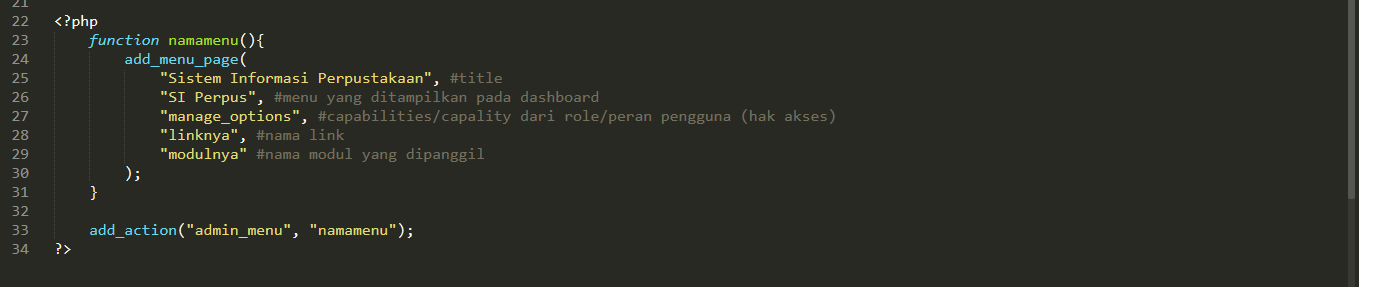 21
22 <?php
23 function namamenu(){
24 add_menu_page(
25 "Sistem Informasi Perpustakaan", #title
26 "SI Perpus", #menu yang ditampilkan pada dashboard
27 "manage_options", #capabilities/capality dari role/peran pengguna (hak akses)
28 "linknya", #nama link
29 "modulnya" #nama modul yang dipanggil
30 );
31 }
32
33 add_action("admin_menu", "namamenu");
34 ?>